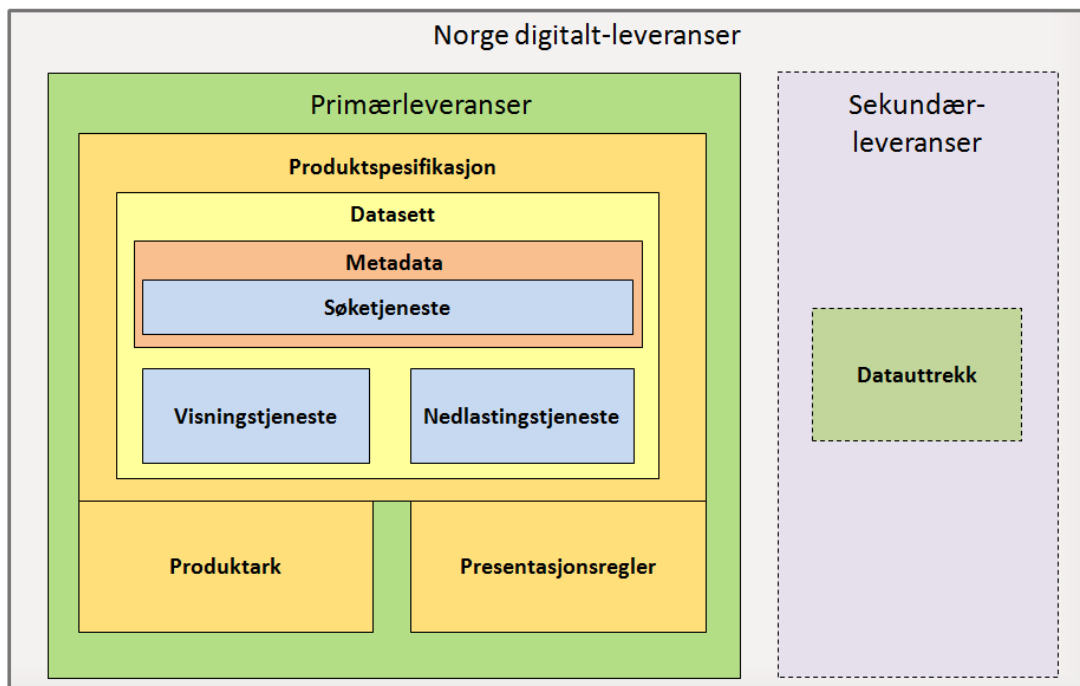 Norge digitalt-leveranser
Primærleveranser
Produktspesifikasjon
Datasett
Metadata
Søketjeneste
Visningstjeneste
Nedlastingstjeneste
Produktark
Presentasjonsregler
Sekundær-
leveranser
Datauttrekk